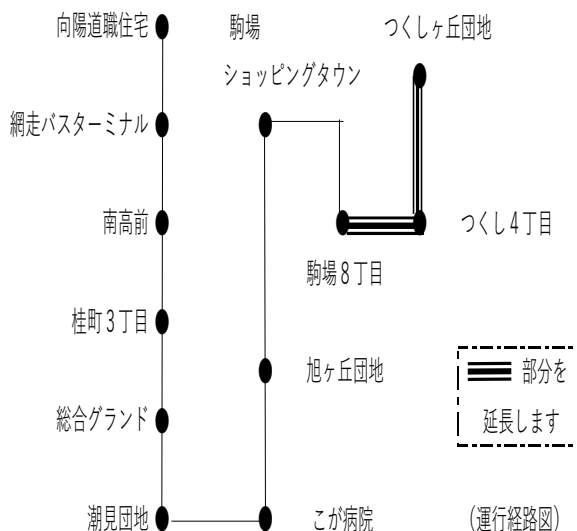 向陽道職住宅
網走バスターミナル
南高前
桂町3丁目
総合グランド
潮見団地
駒場
ショッピングタウン
つくしヶ丘団地
つくし4丁目
駒場8丁目
旭ヶ丘団地
こが病院
部分を
延長します
(運行経路図)